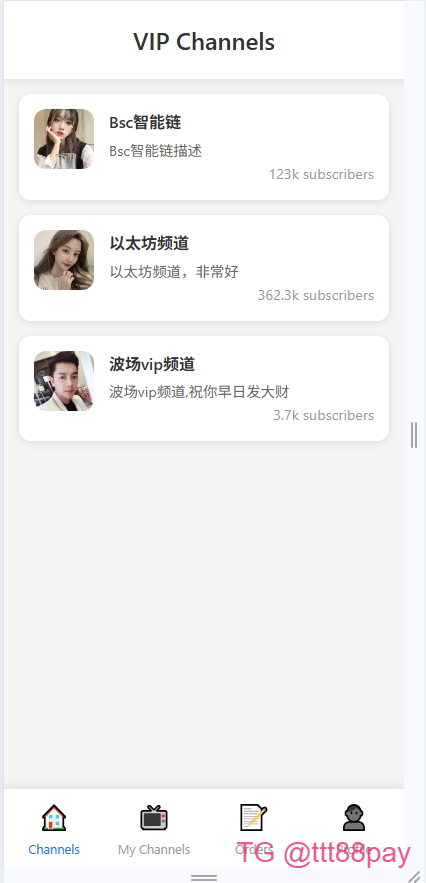 VIP Channels
Bsc智能链
Bsc智能链描述
123k subscribers
以太坊频道
以太坊频道，非常好
362.3k subscribers
波场vip频道
波场vip频道,祝你早日发大财
3.7k subscribers
Channels
My Channels
Orders
Profile
TG @ttt88pay